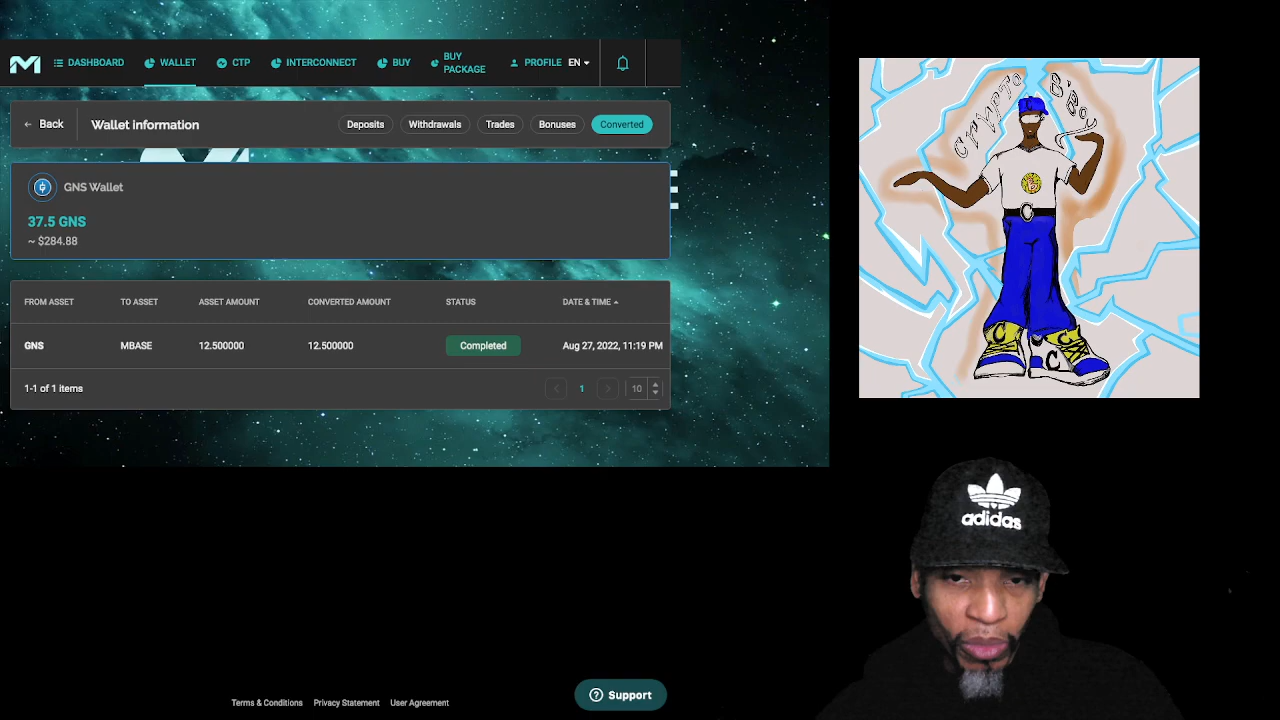 DASHBOARD
WALLET
CTP
INTERCONNECT
BUY
BUY
PACKAGE
PROFILE
EN
Back
Wallet information
Deposits
Withdrawals
Trades
Bonuses
Converted
GNS Wallet
37.5 GNS
~ $284.88
FROM ASSET TO ASSET ASSET AMOUNT CONVERTED AMOUNT STATUS DATE & TIME
GNS MBASE 12.500000 12.500000 Completed Aug 27, 2022, 11:19 PM
1-1 of 1 items
1
10
Terms & Conditions Privacy Statement User Agreement
Support
C
C
C
adidas